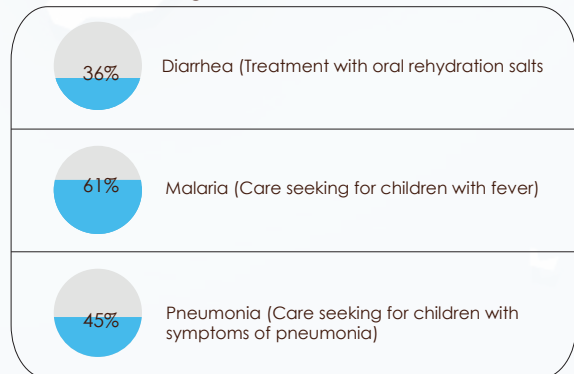 36%
Diarrhea (Treatment with oral rehydration salts
61%
Malaria (Care seeking for children with fever)
45%
Pneumonia (Care seeking for children with
symptoms of pneumonia)